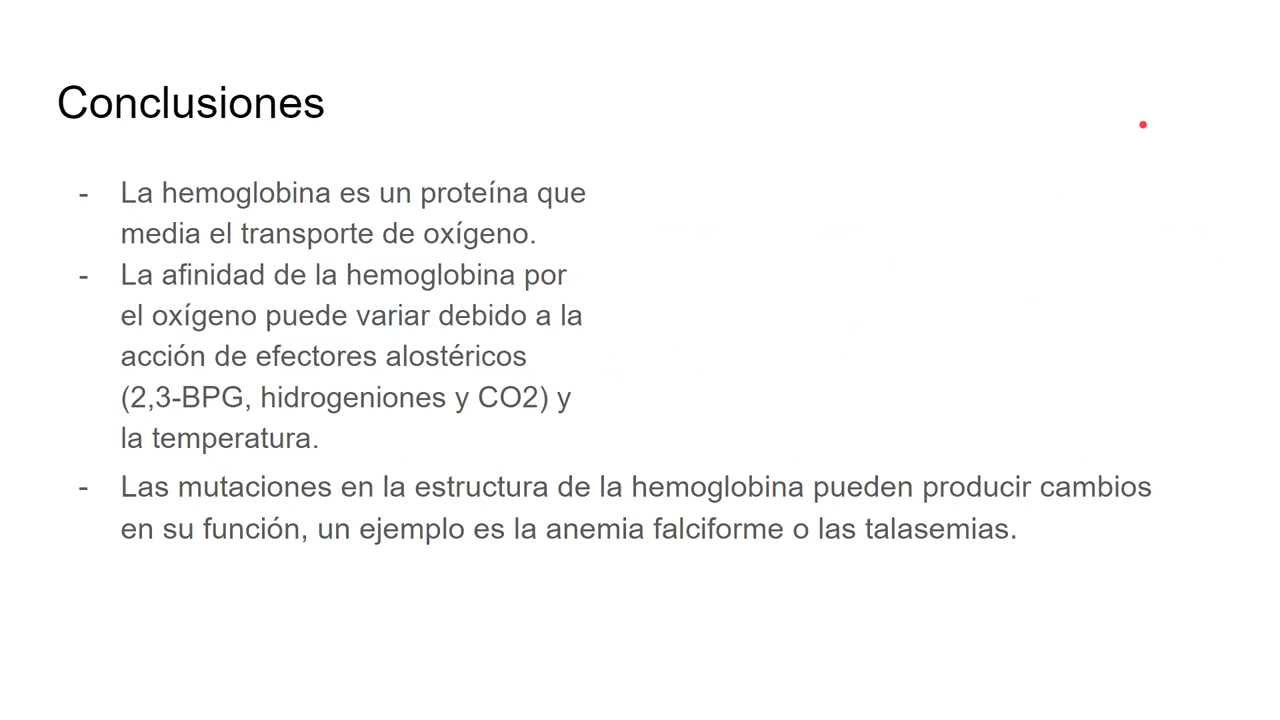 Conclusiones
- La hemoglobina es un proteína que
media el transporte de oxígeno.
- La afinidad de la hemoglobina por
el oxígeno puede variar debido a la
acción de efectores alostéricos
(2,3-BPG, hidrogeniones y CO2) y
la temperatura.
- Las mutaciones en la estructura de la hemoglobina pueden producir cambios
en su función, un ejemplo es la anemia falciforme o las talasemias.